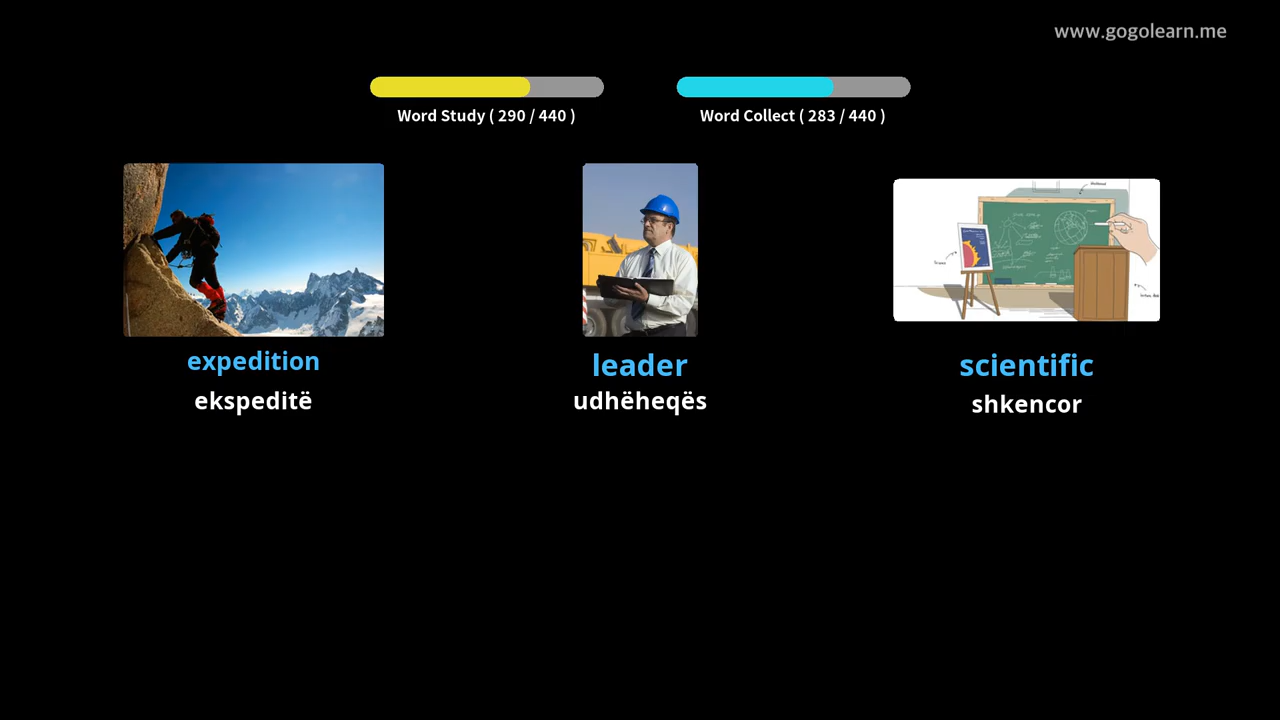 www.gogolearn.me
Word Study ( 290 / 440 )
Word Collect ( 283 / 440 )
expedition
ekspeditë
leader
udhëheqës
scientific
shkencor